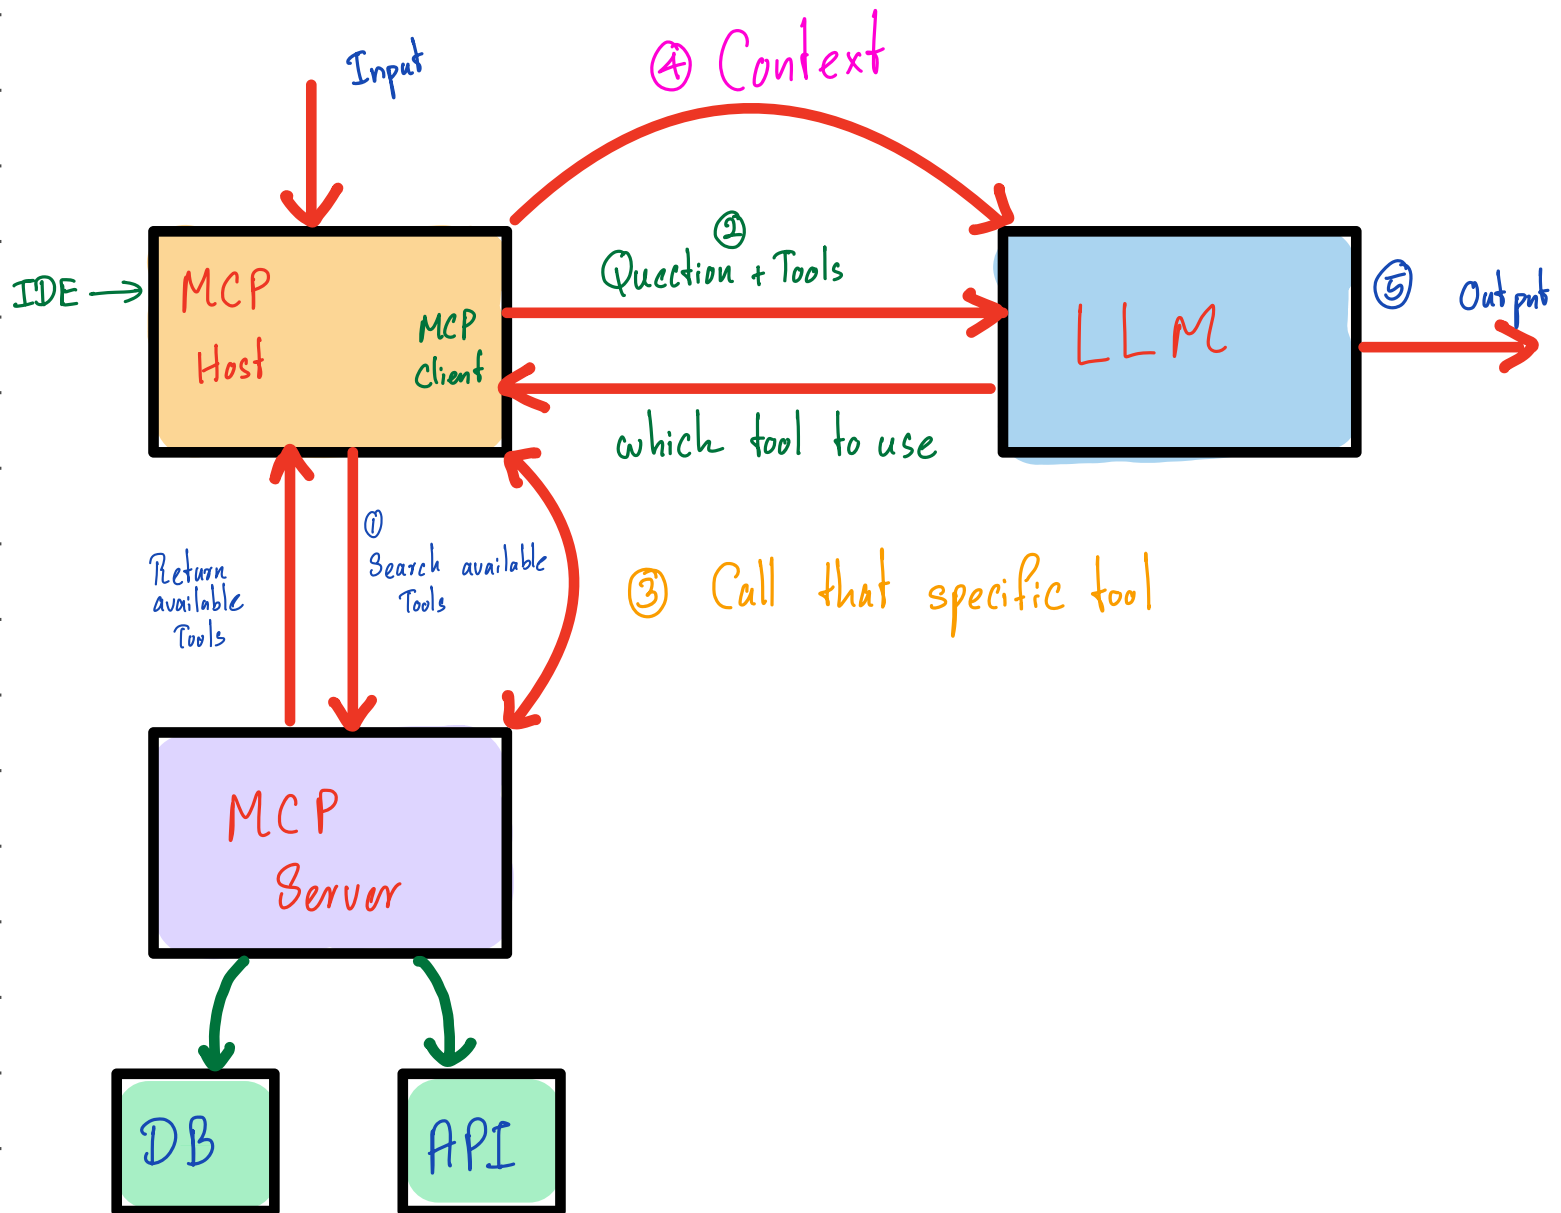 Input
④ Context
②
Question + Tools
IDE
MCP
Host
MCP
Client
LLM
⑤ Output
which tool to use
①
Search available
Tools
Return
available
Tools
③ Call that specific tool
MCP
Server
DB
API